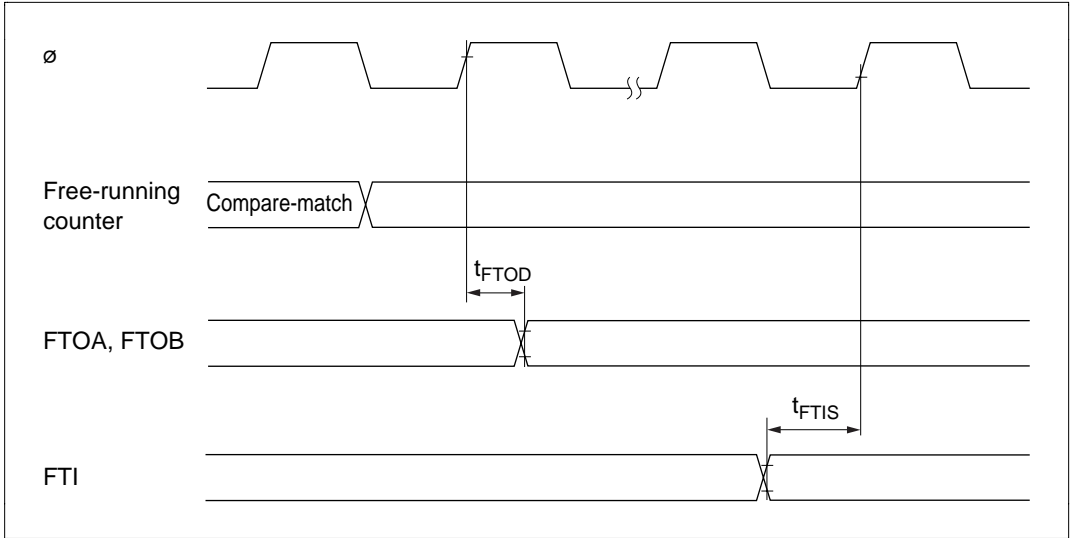 ø
Free-running
counter
Compare-match
tFTOD
FTOA, FTOB
tFTIS
FTI